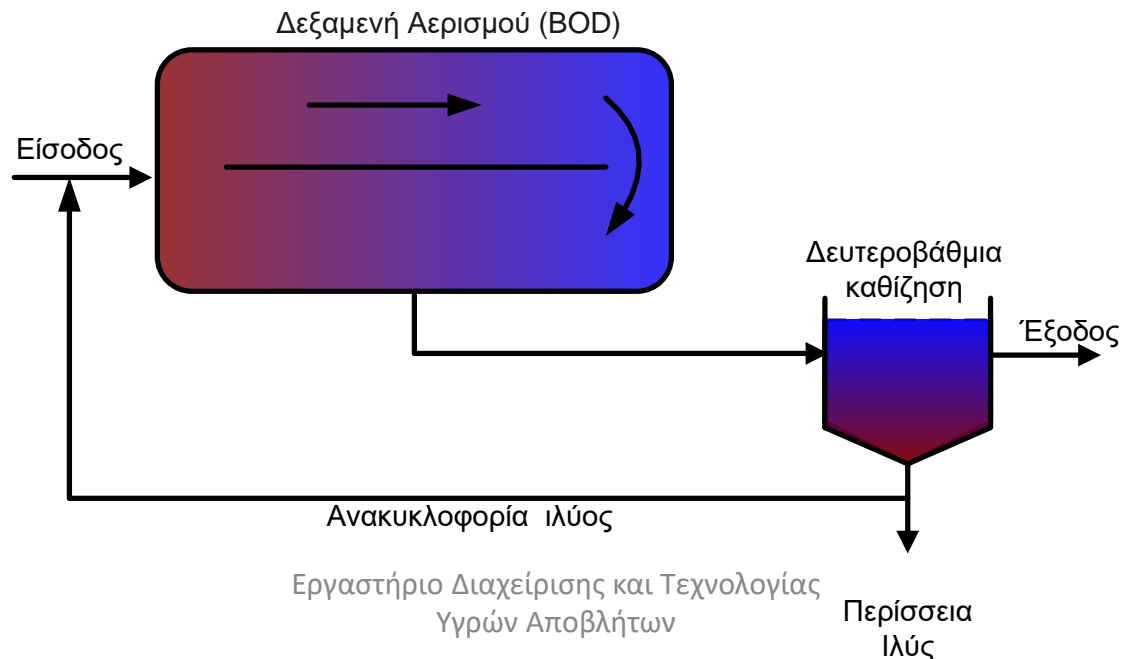 Δεξαμενή Αερισμού (BOD)
Είσοδος
Δευτεροβάθμια
καθίζηση
Έξοδος
Ανακυκλοφορία ιλύος
Εργαστήριο Διαχείρισης και Τεχνολογίας
Υγρών Αποβλήτων
Περίσσεια
Ιλύς